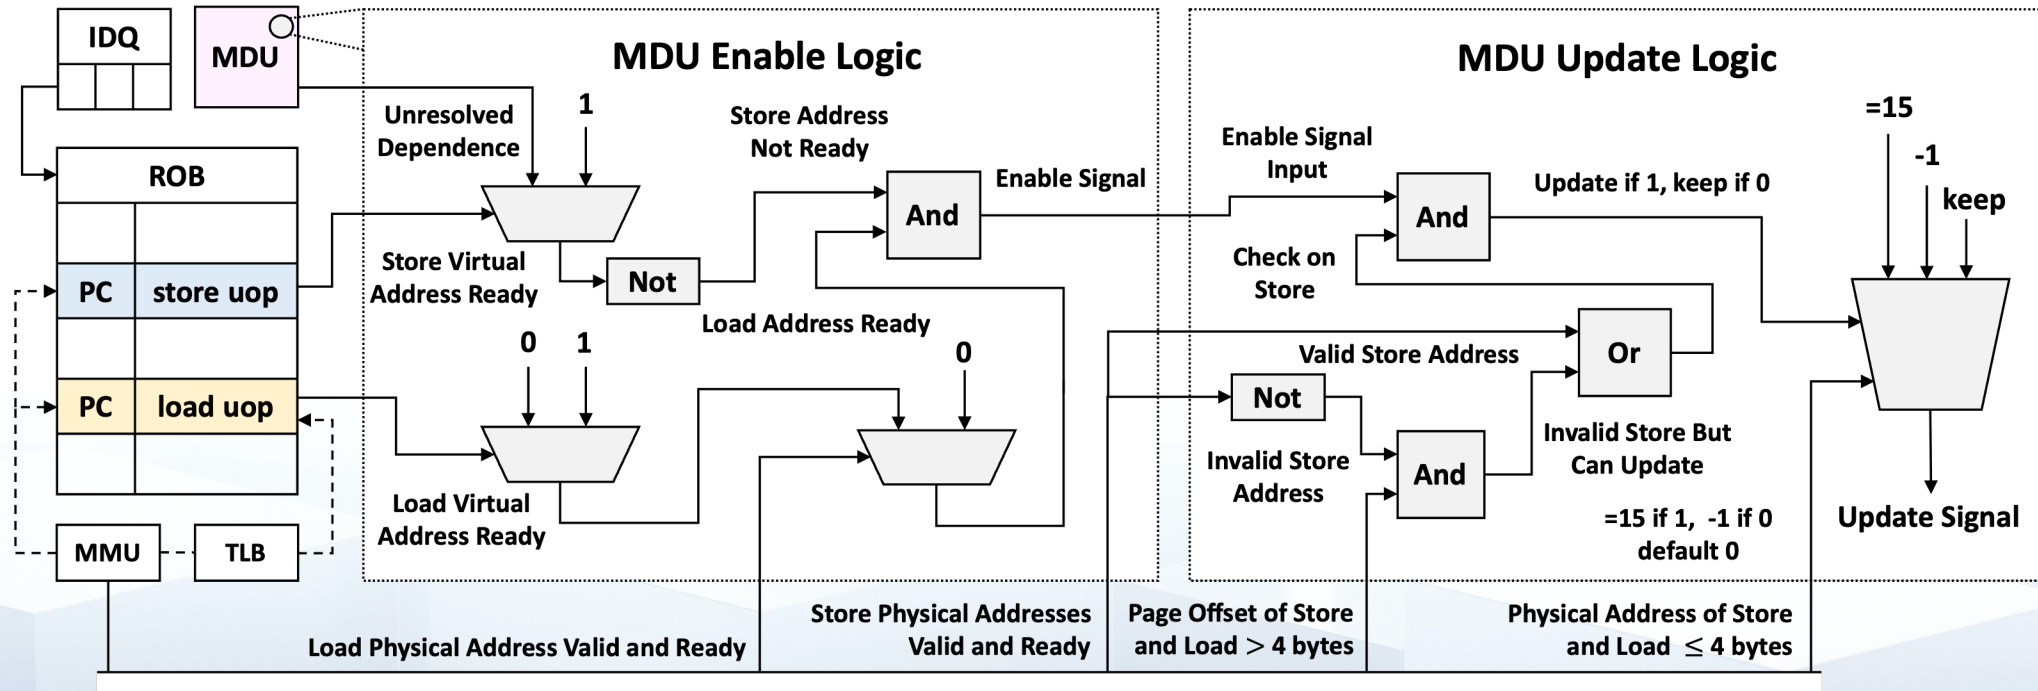 IDQ
MDU
ROB
PC
store uop
PC
load uop
MMU
TLB
MDU Enable Logic
Unresolved
Dependence
1
Store Address
Not Ready
And
Enable Signal
Store Virtual
Address Ready
Not
Load Address Ready
0
1
0
Load Virtual
Address Ready
MDU Update Logic
=15
-1
keep
Enable Signal
Input
And
Update if 1, keep if 0
Check on
Store
Valid Store Address
Or
Not
Invalid Store
Address
And
Invalid Store But
Can Update
=15 if 1, -1 if 0
default 0
Update Signal
Load Physical Address Valid and Ready
Store Physical Addresses
Valid and Ready
Page Offset of Store
and Load > 4 bytes
Physical Address of Store
and Load ≤ 4 bytes